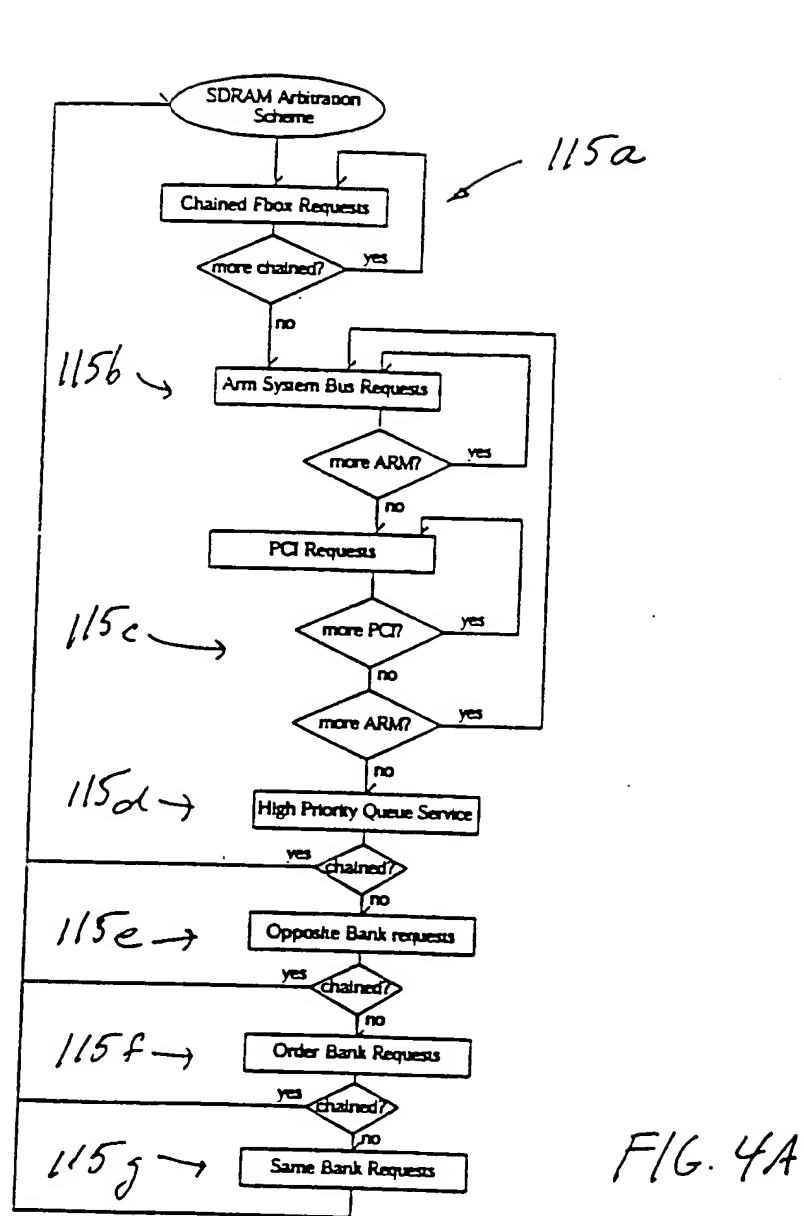 SDRAM Arbitration
Scheme
115a
Chained Fbox Requests
more chained?
yes
no
115b
Arm System Bus Requests
more ARM?
yes
no
PCI Requests
115c
more PCI?
yes
no
more ARM?
yes
no
115d
High Priority Queue Service
yes
chained?
no
115e
Opposite Bank requests
yes
chained?
no
115f
Order Bank Requests
yes
chained?
no
115g
Same Bank Requests
FIG. 4A